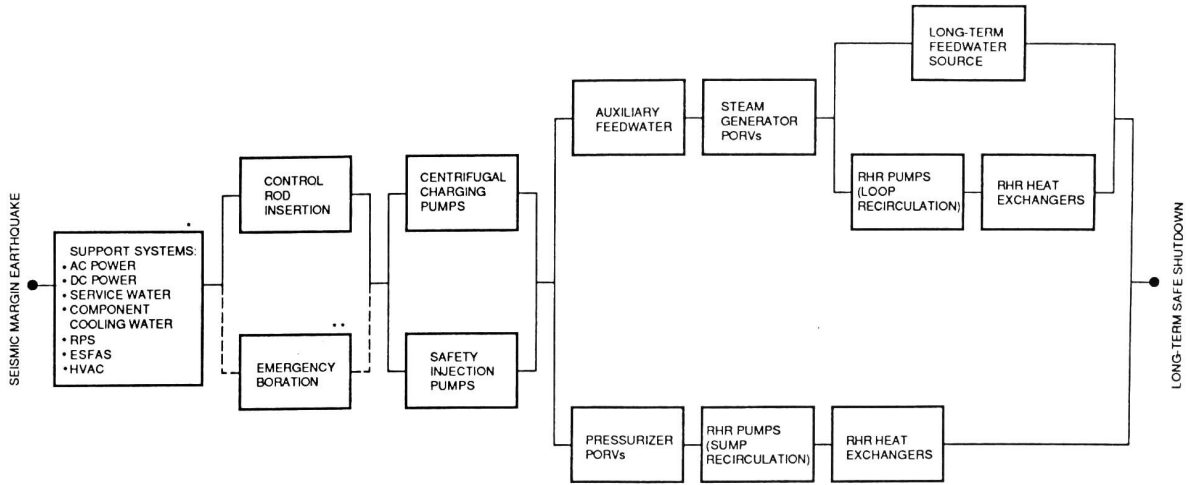 SEISMIC MARGIN EARTHQUAKE
SUPPORT SYSTEMS:
• AC POWER
• DC POWER
• SERVICE WATER
• COMPONENT
COOLING WATER
• RPS
• ESFAS
• HVAC
CONTROL
ROD
INSERTION
EMERGENCY
BORATION
CENTRIFUGAL
CHARGING
PUMPS
SAFETY
INJECTION
PUMPS
AUXILIARY
FEEDWATER
STEAM
GENERATOR
PORVs
LONG-TERM
FEEDWATER
SOURCE
RHR PUMPS
(LOOP
RECIRCULATION)
RHR HEAT
EXCHANGERS
PRESSURIZER
PORVs
RHR PUMPS
(SUMP
RECIRCULATION)
RHR HEAT
EXCHANGERS
LONG-TERM SAFE SHUTDOWN